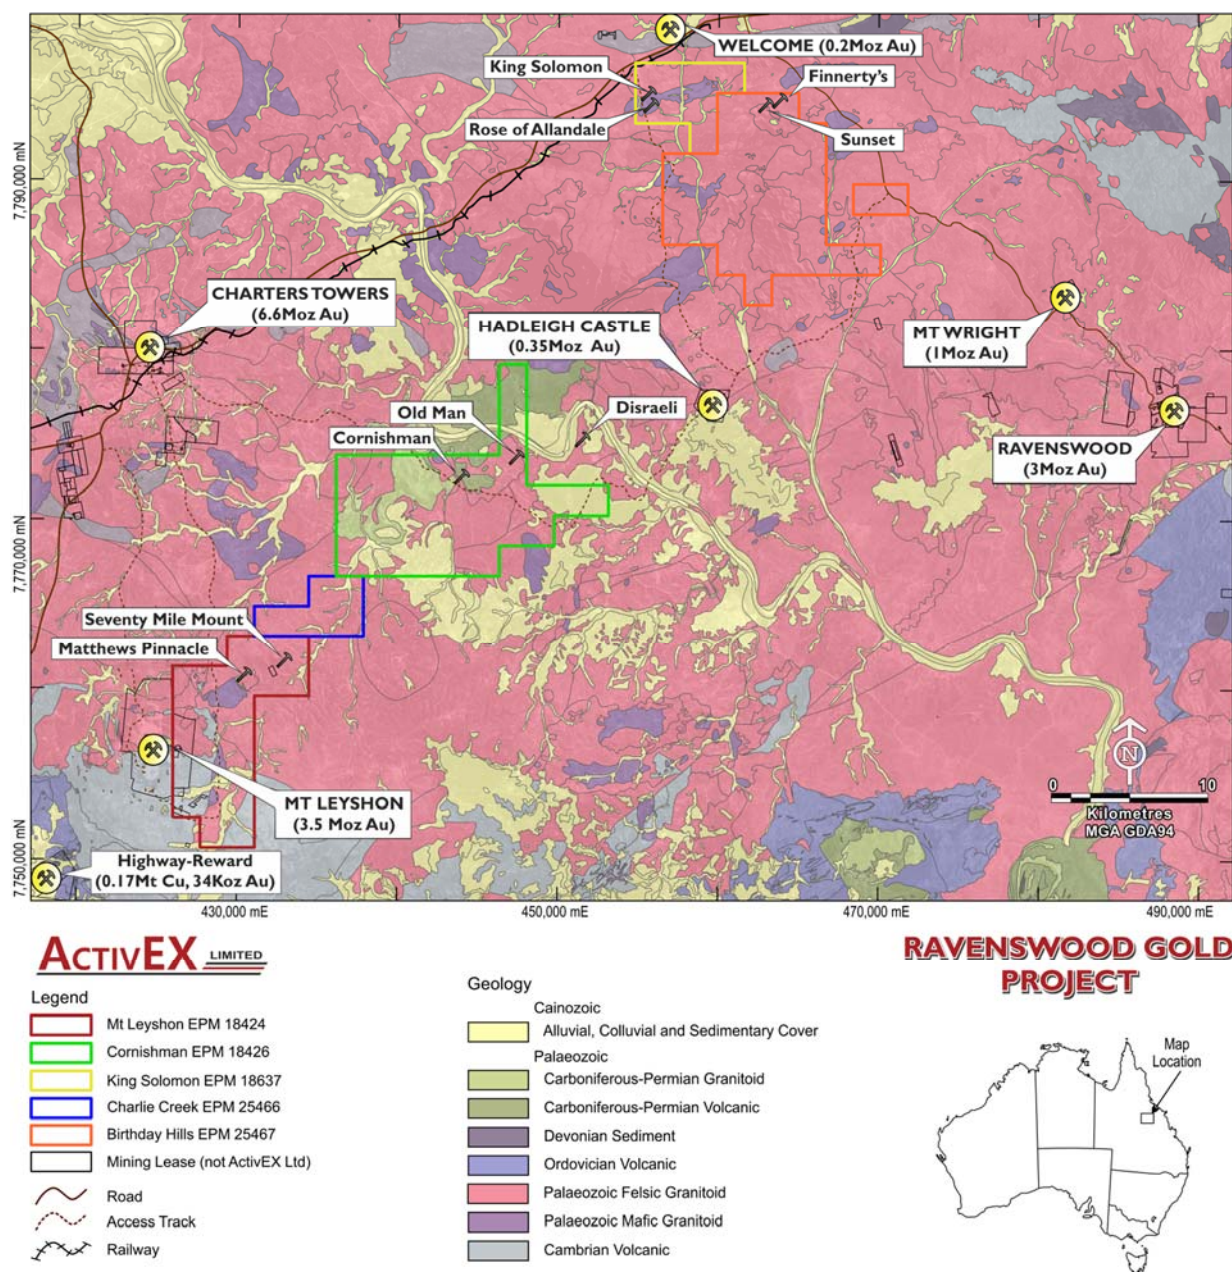 WELCOME (0.2Moz Au)
King Solomon
Finnerty's
Rose of Allandale
Sunset
7,790,000 mN
CHARTERS TOWERS
(6.6Moz Au)
HADLEIGH CASTLE
(0.35Moz Au)
MT WRIGHT
(1Moz Au)
Old Man
Disraeli
Cornishman
RAVENSWOOD
(3Moz Au)
7,770,000 mN
Seventy Mile Mount
Matthews Pinnacle
N
0 10
Kilometres
MGA GDA94
MT LEYSHON
(3.5 Moz Au)
Highway-Reward
(0.17Mt Cu, 34Koz Au)
7,750,000 mN
430,000 mE
450,000 mE
470,000 mE
490,000 mE
ACTIVEX LIMITED
RAVENSWOOD GOLD
PROJECT
Legend
Mt Leyshon EPM 18424
Cornishman EPM 18426
King Solomon EPM 18637
Charlie Creek EPM 25466
Birthday Hills EPM 25467
Mining Lease (not ActivEX Ltd)
Road
Access Track
Railway
Geology
Cainozoic
Alluvial, Colluvial and Sedimentary Cover
Palaeozoic
Carboniferous-Permian Granitoid
Carboniferous-Permian Volcanic
Devonian Sediment
Ordovician Volcanic
Palaeozoic Felsic Granitoid
Palaeozoic Mafic Granitoid
Cambrian Volcanic
Map
Location